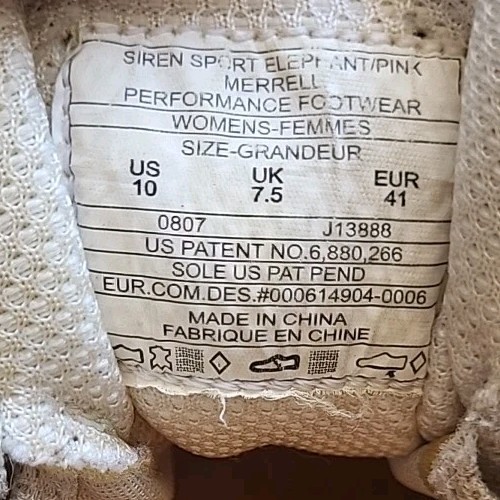 SIREN SPORT ELEPHANT/PINK
MERRELL
PERFORMANCE FOOTWEAR
WOMENS-FEMMES
SIZE-GRANDEUR
US UK EUR
10 7.5 41
0807 J13888
US PATENT NO.6,880,266
SOLE US PAT PEND
EUR.COM.DES.#000614904-0006
MADE IN CHINA
FABRIQUE EN CHINE